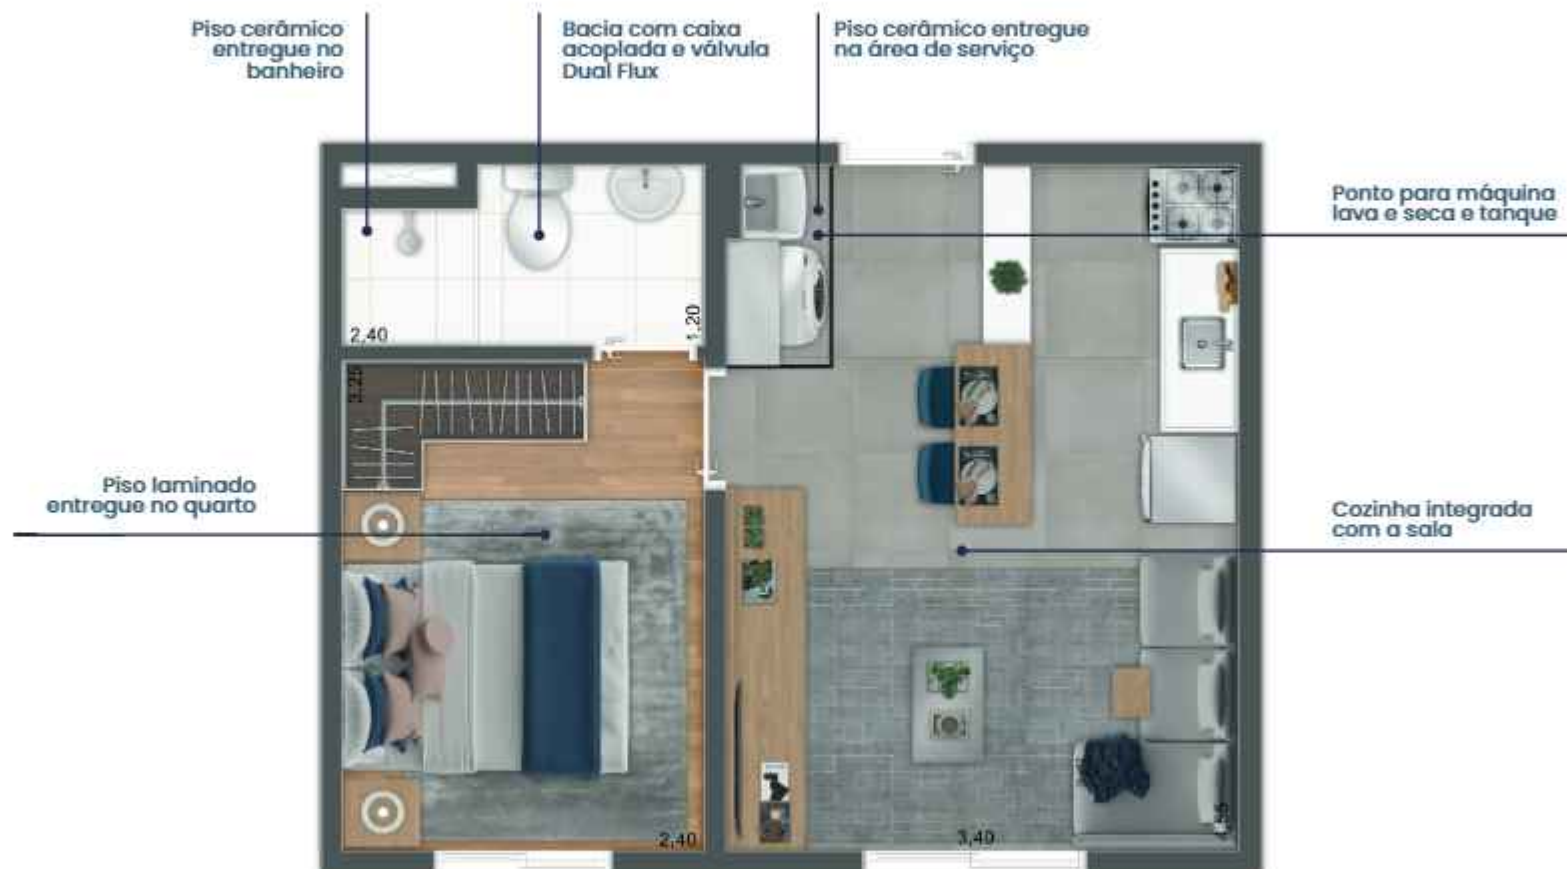 Piso cerâmico
entregue no
banheiro
Bacia com caixa
acoplada e válvula
Dual Flux
Piso cerâmico entregue
na área de serviço
Ponto para máquina
lava e seca e tanque
2,40
1,20
3,25
Piso laminado
entregue no quarto
Cozinha integrada
com a sala
2,40
3,40